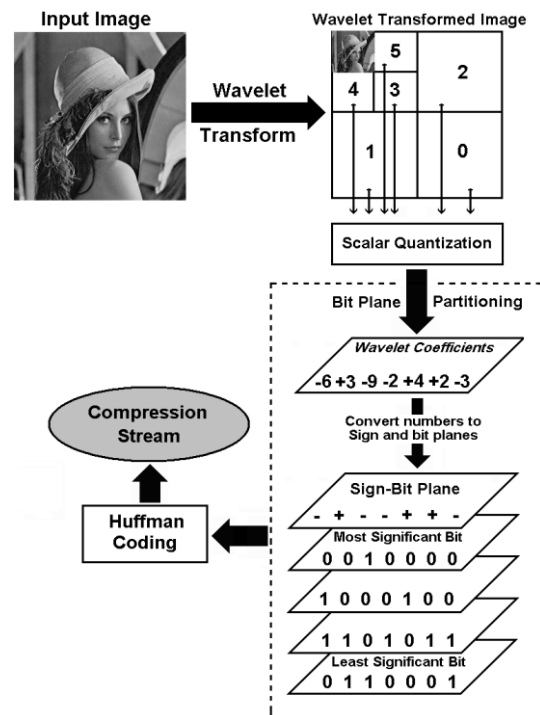 Input Image
Wavelet Transformed Image
Wavelet
Transform
5
2
4 3
1 0
Scalar Quantization
Bit Plane Partitioning
Wavelet Coefficients
-6 +3 -9 -2 +4 +2 -3
Convert numbers to
Sign and bit planes
Sign-Bit Plane
- + - - + + -
Most Significant Bit
0 0 1 0 0 0 0
1 0 0 0 1 0 0
1 1 0 1 0 1 1
Least Significant Bit
0 1 1 0 0 0 1
Huffman
Coding
Compression
Stream